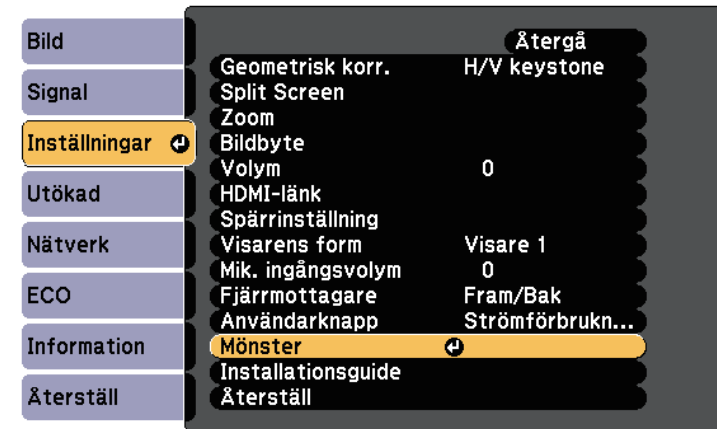 Bild
Signal
Inställningar
Utökad
Nätverk
ECO
Information
Återställ
Återgå
Geometrisk korr. H/V keystone
Split Screen
Zoom
Bildbyte
Volym 0
HDMI-länk
Spärrinställning
Visarens form Visare 1
Mik. ingångsvolym 0
Fjärrmottagare Fram/Bak
Användarknapp Strömförbrukn...
Mönster
Installationsguide
Återställ